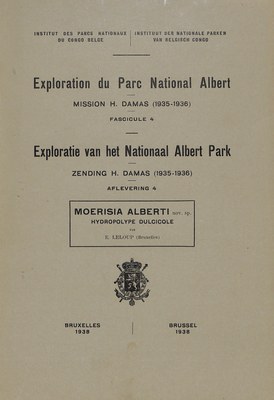 INSTITUT DES PARCS NATIONAUX
DU CONGO BELGE
INSTITUUT DER NATIONALE PARKEN
VAN BELGISCH CONGO
Exploration du Parc National Albert
MISSION H. DAMAS (1935-1936)
FASCICULE 4
Exploratie van het Nationaal Albert Park
ZENDING H. DAMAS (1935-1936)
AFLEVERING 4
MOERISIA ALBERTI nov. sp.
HYDROPOLYPE DULCICOLE
PAR
E. LELOUP (Bruxelles)
BRUXELLES
1938
BRUSSEL
1938